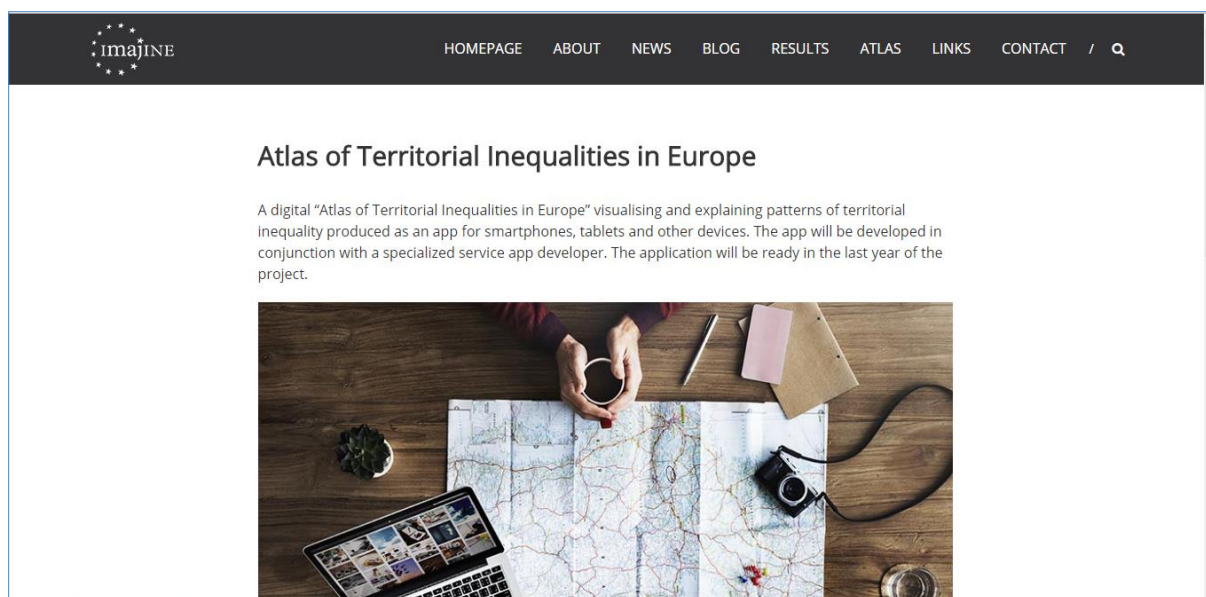 imajINE
HOMEPAGE ABOUT NEWS BLOG RESULTS ATLAS LINKS CONTACT /
Atlas of Territorial Inequalities in Europe
A digital “Atlas of Territorial Inequalities in Europe” visualising and explaining patterns of territorial
inequality produced as an app for smartphones, tablets and other devices. The app will be developed in
conjunction with a specialized service app developer. The application will be ready in the last year of the
project.